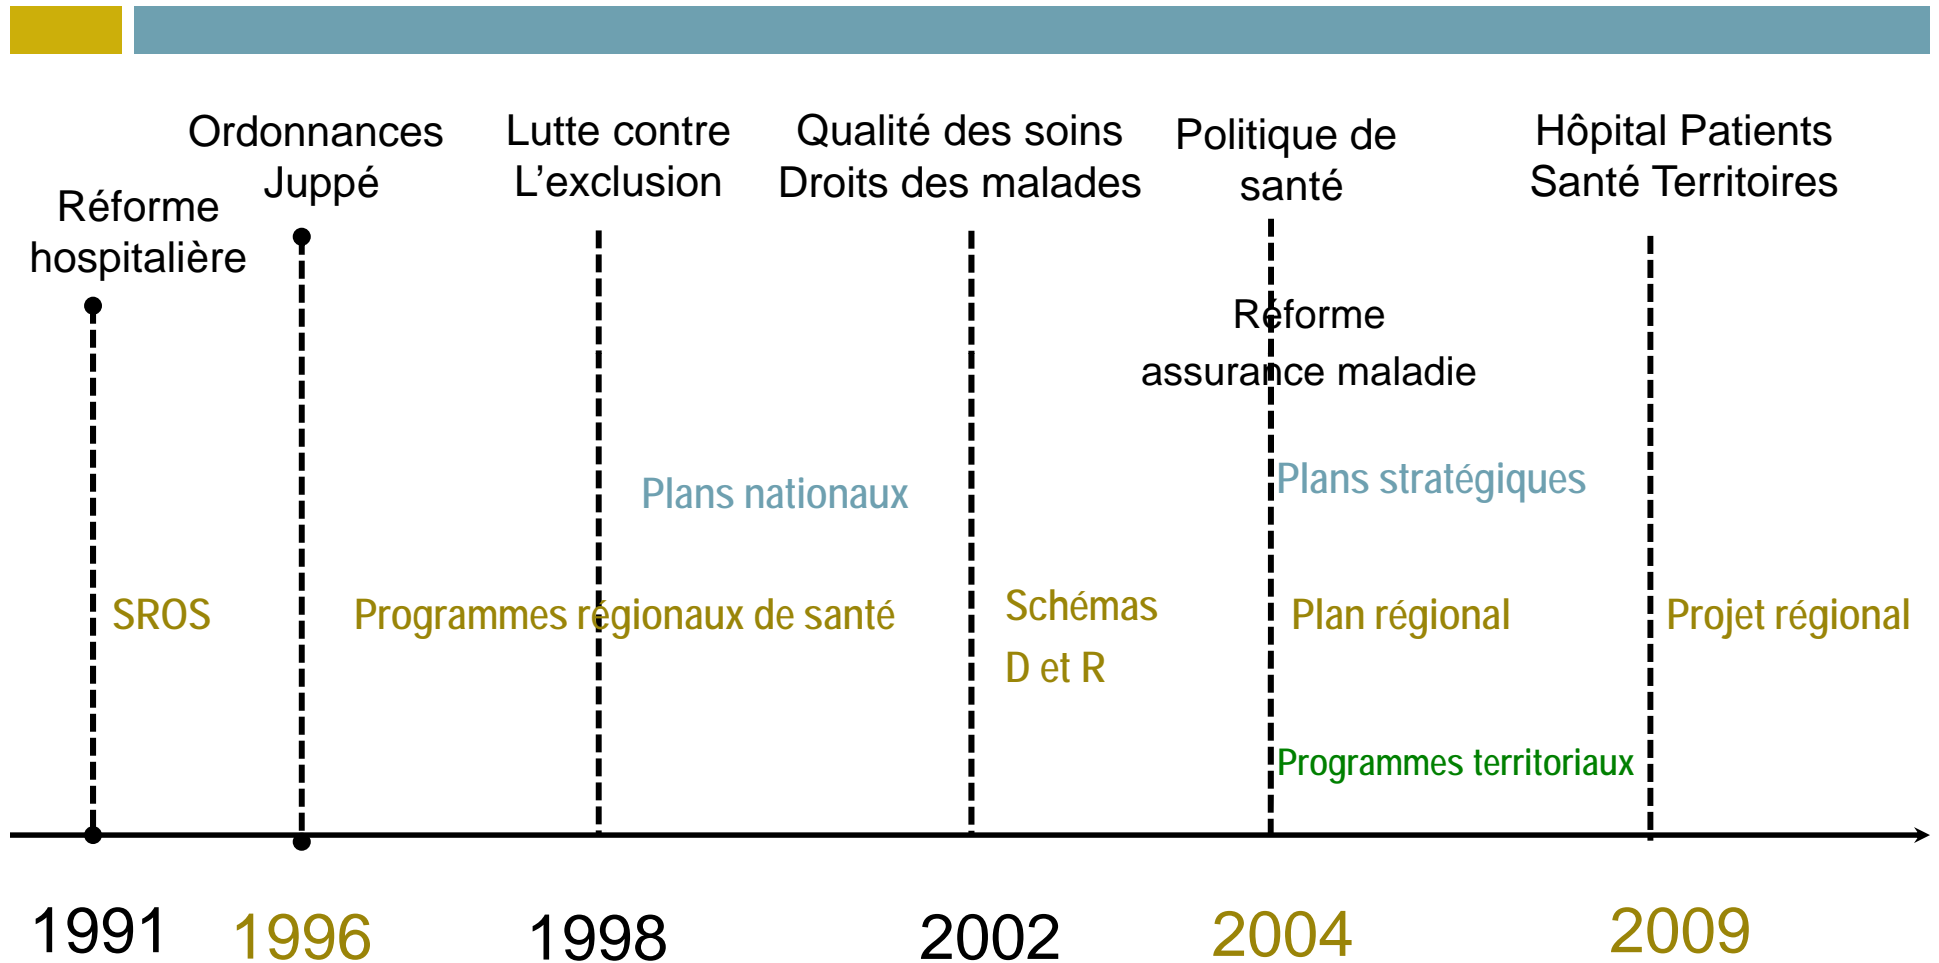 Réforme
hospitalière
Ordonnances
Juppé
Lutte contre
L’exclusion
Qualité des soins
Droits des malades
Politique de
santé
Hôpital Patients
Santé Territoires
Réforme
assurance maladie
Plans nationaux
Plans stratégiques
SROS
Programmes régionaux de santé
Schémas
D et R
Plan régional
Projet régional
Programmes territoriaux
1991
1996
1998
2002
2004
2009